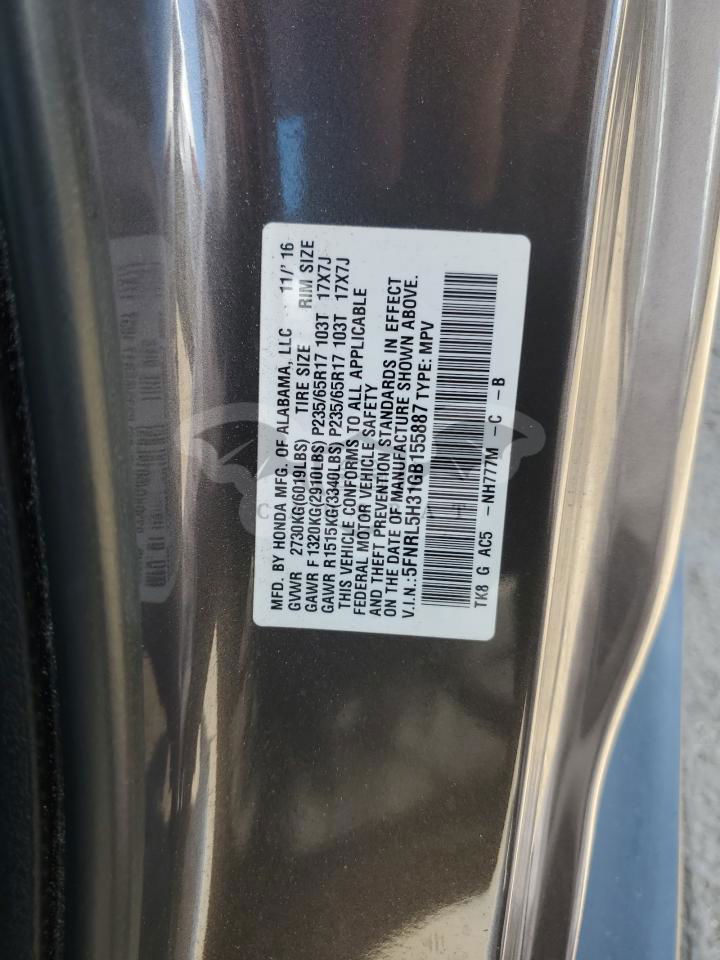 MFD. BY HONDA MFG. OF ALABAMA, LLC 11/'16
GVWR 2730KG(6019LBS) TIRE SIZE RIM SIZE
GAWR F1320KG(2910LBS) P235/65R17 103T 17X7J
GAWR R1515KG(3340LBS) P235/65R17 103T 17X7J
THIS VEHICLE CONFORMS TO ALL APPLICABLE
FEDERAL MOTOR VEHICLE SAFETY
AND THEFT PREVENTION STANDARDS IN EFFECT
ON THE DATE OF MANUFACTURE SHOWN ABOVE.
V.I.N.:5FNRL5H31GB155887 TYPE: MPV
TK8 G AC5 -NH777M -C -B